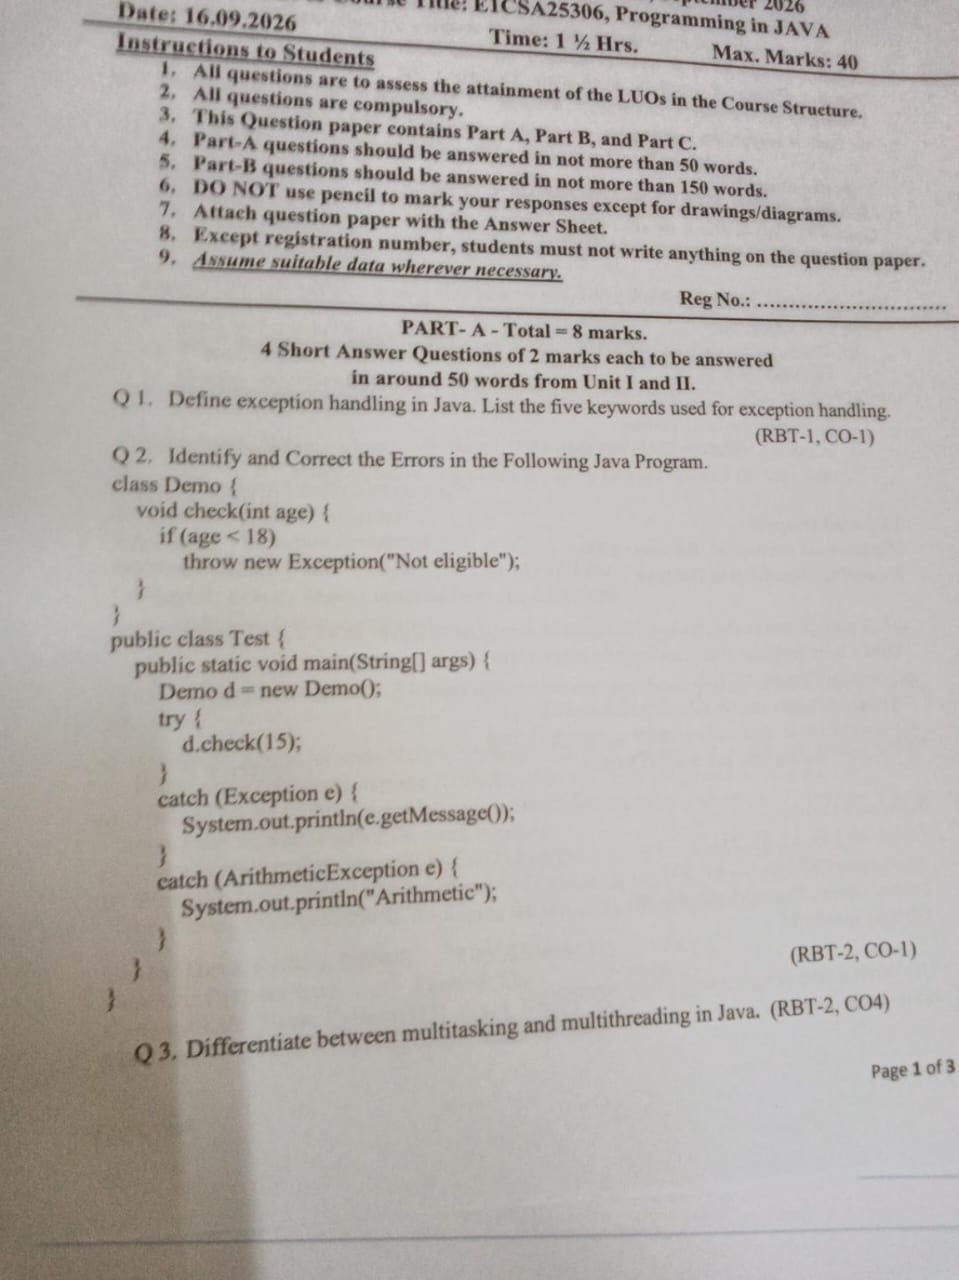 Title: E1CSA25306, Programming in JAVA
2026
Date: 16.09.2026
Time: 1 ½ Hrs.
Max. Marks: 40
Instructions to Students
1. All questions are to assess the attainment of the LUOs in the Course Structure.
2. All questions are compulsory.
3. This Question paper contains Part A, Part B, and Part C.
4. Part-A questions should be answered in not more than 50 words.
5. Part-B questions should be answered in not more than 150 words.
6. DO NOT use pencil to mark your responses except for drawings/diagrams.
7. Attach question paper with the Answer Sheet.
8. Except registration number, students must not write anything on the question paper.
9. Assume suitable data wherever necessary.
Reg No.: ..............................
PART- A - Total = 8 marks.
4 Short Answer Questions of 2 marks each to be answered
in around 50 words from Unit I and II.
Q 1. Define exception handling in Java. List the five keywords used for exception handling.
(RBT-1, CO-1)
Q 2. Identify and Correct the Errors in the Following Java Program.
class Demo {
void check(int age) {
if (age < 18)
throw new Exception("Not eligible");
}
}
public class Test {
public static void main(String[] args) {
Demo d = new Demo();
try {
d.check(15);
}
catch (Exception e) {
System.out.println(e.getMessage());
}
catch (ArithmeticException e) {
System.out.println("Arithmetic");
}
}
}
(RBT-2, CO-1)
Q 3. Differentiate between multitasking and multithreading in Java. (RBT-2, CO4)
Page 1 of 3